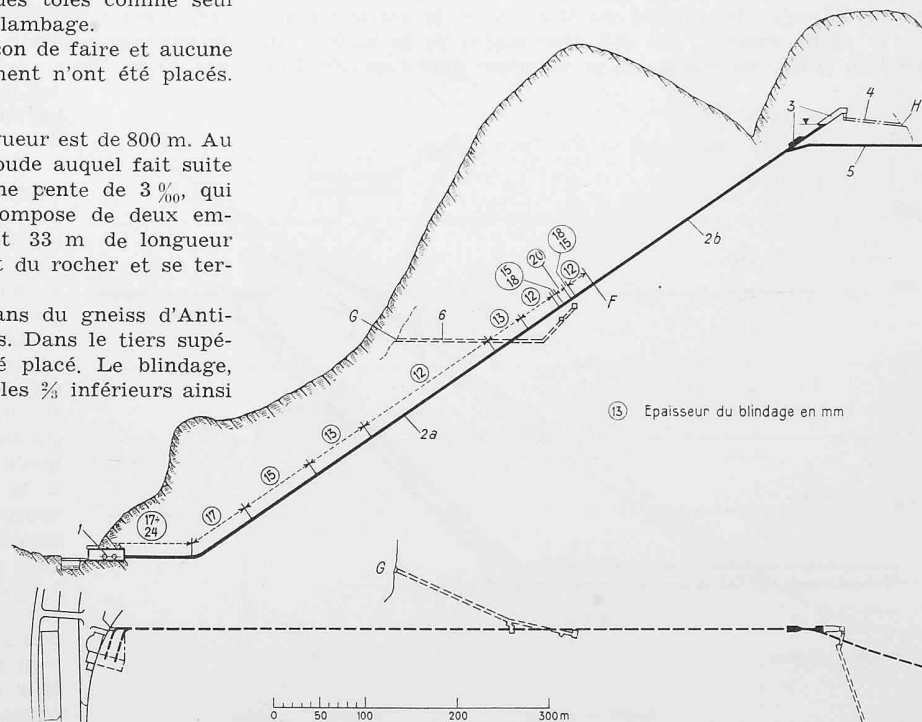 des tôles comme seul
lambage.
çon de faire et aucune
ment n'ont été placés.
gueur est de 800 m. Au
oude auquel fait suite
ne pente de 3 ‰, qui
ompose de deux em-
et 33 m de longueur
t du rocher et se ter-
ans du gneiss d'Anti-
s. Dans le tiers supé-
é placé. Le blindage,
les ⅔ inférieurs ainsi
3
4
H
5
2b
18
15
20
12
15
18
12
F
G
6
13
12
13 Epaisseur du blindage en mm
2a
13
15
17
17÷
24
1
G
0 50 100 200 300 m